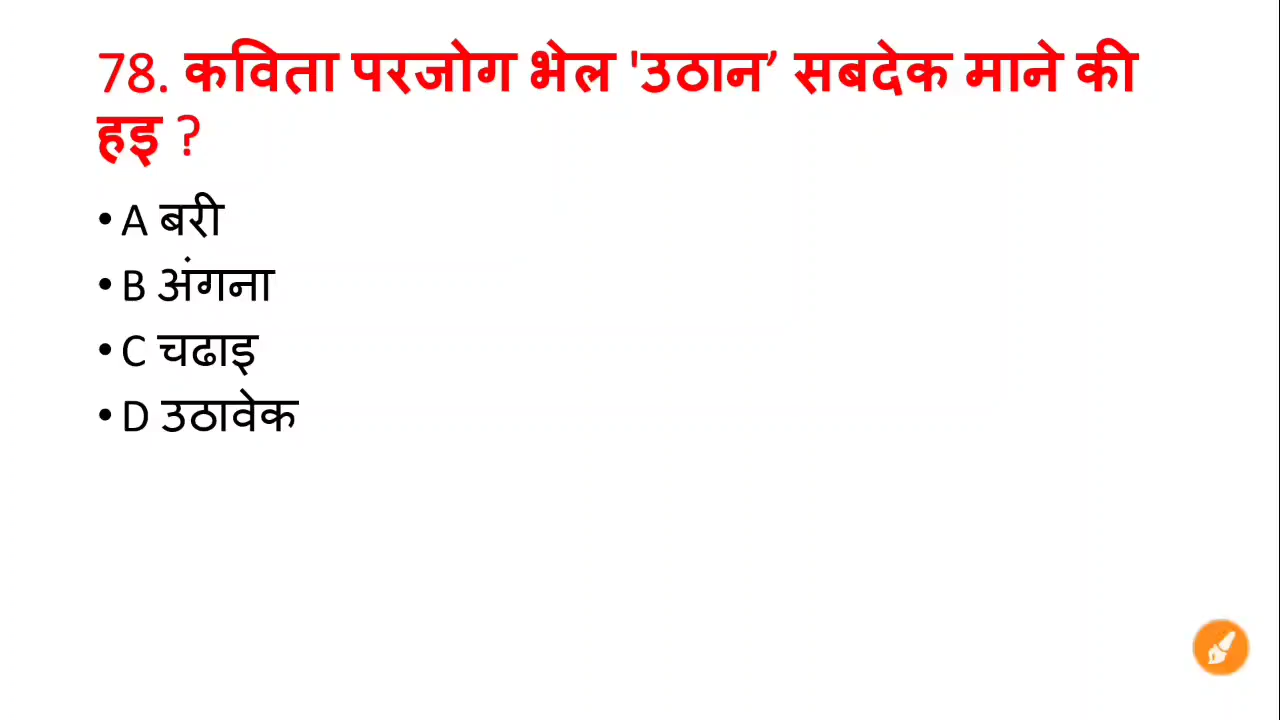 78. कविता परजोग भेल 'उठान’ सबदेक माने की
हइ ?
• A बरी
• B अंगना
• C चढाइ
• D उठावेक